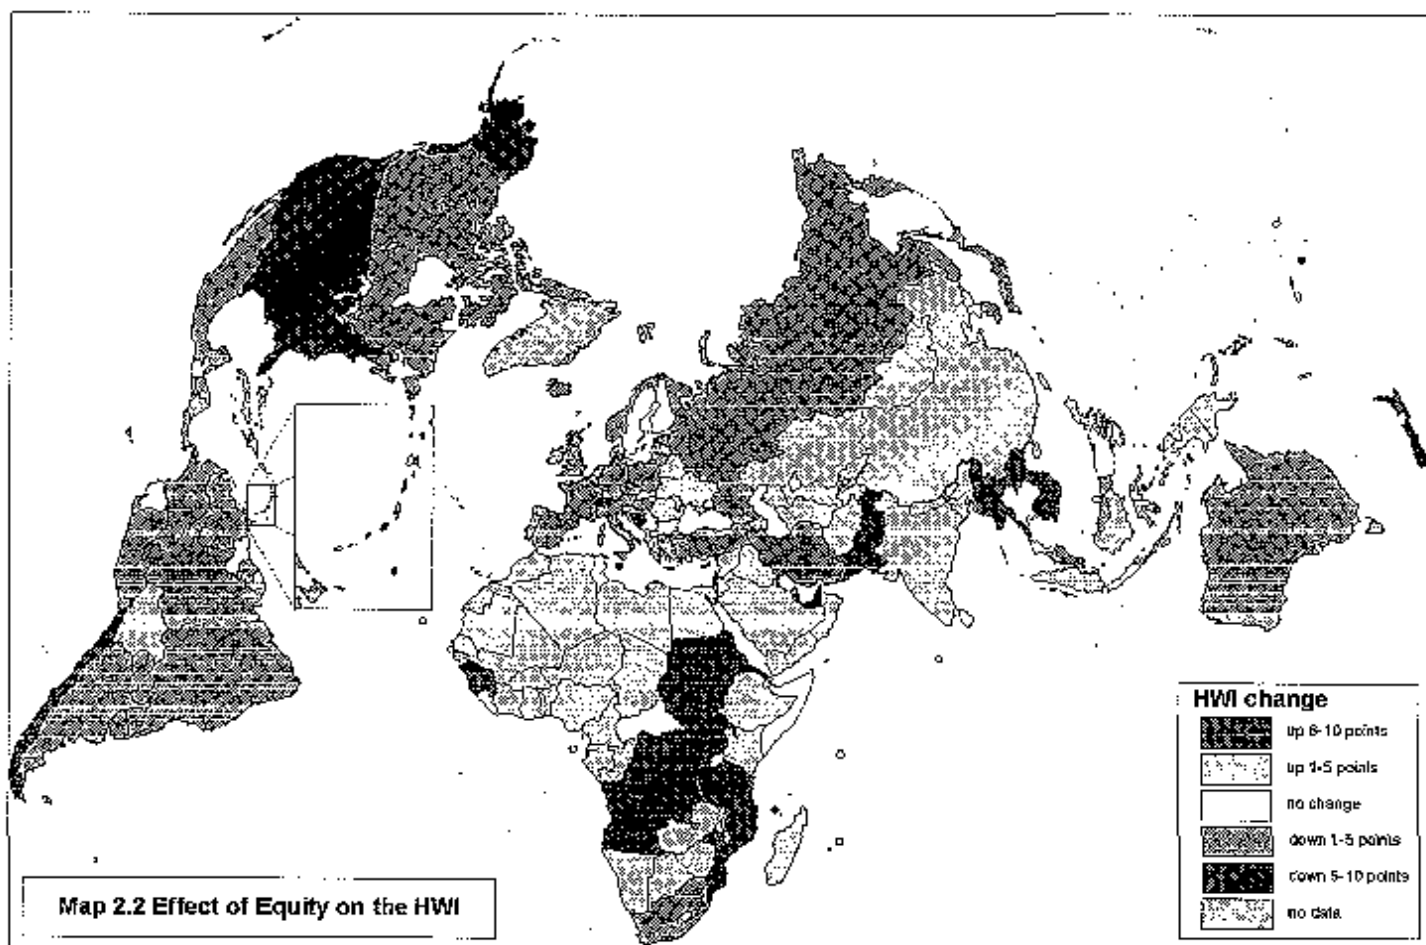 HWI change
up 6-10 points
up 1-5 points
no change
down 1-5 points
down 5-10 points
no data
Map 2.2 Effect of Equity on the HWI